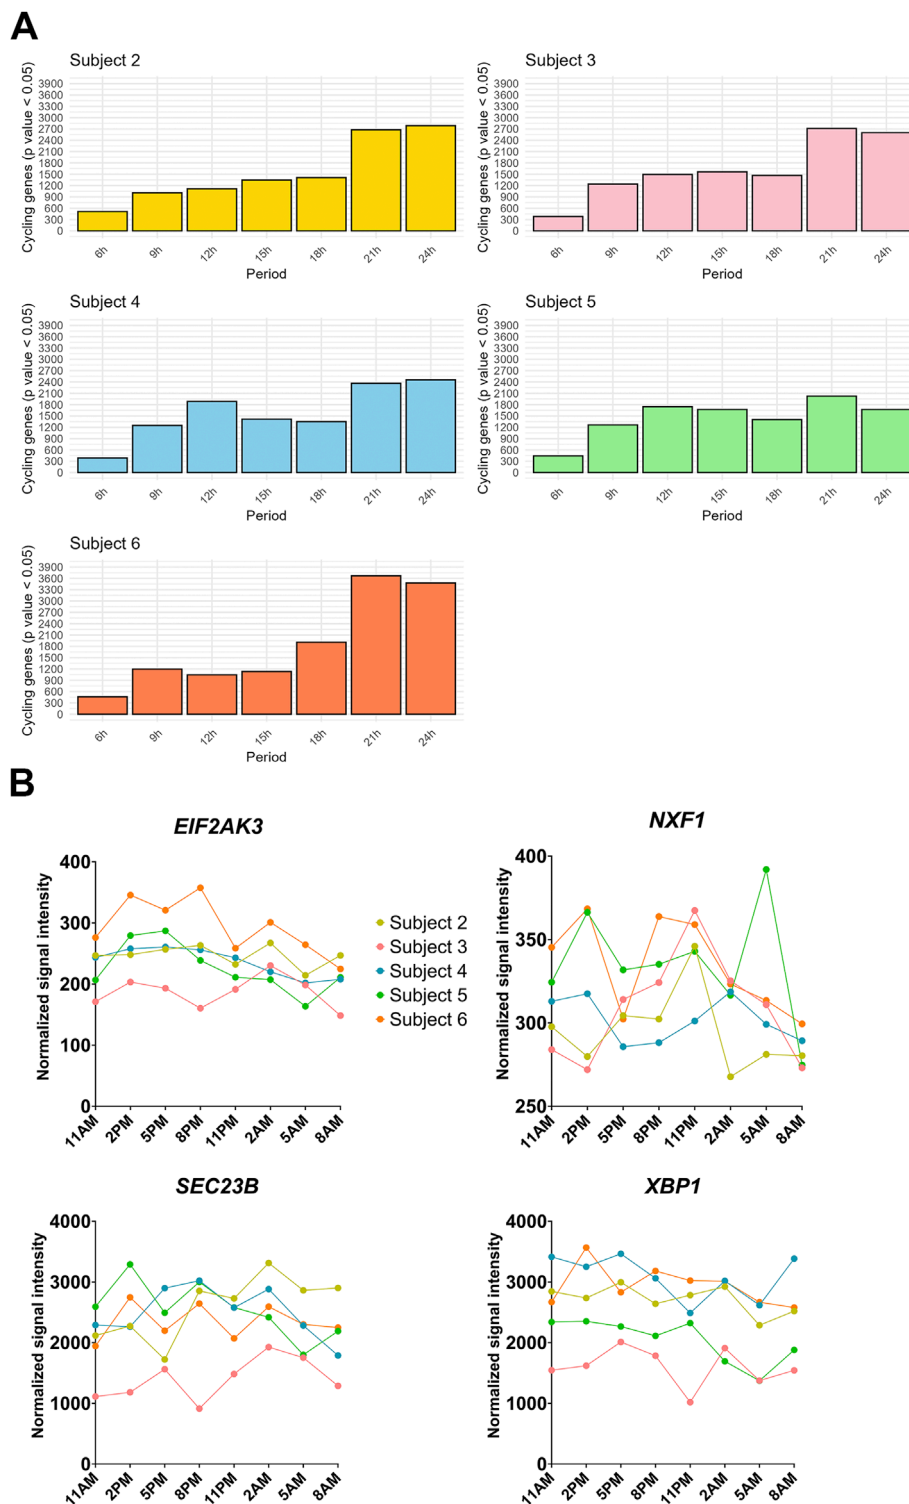 A
Subject 2
Cycling genes (p value < 0.05)
3900
3600
3300
3000
2700
2400
2100
1800
1500
1200
900
600
300
0
6h 9h 12h 15h 18h 21h 24h
Period
Subject 3
Cycling genes (p value < 0.05)
3900
3600
3300
3000
2700
2400
2100
1800
1500
1200
900
600
300
0
6h 9h 12h 15h 18h 21h 24h
Period
Subject 4
Cycling genes (p value < 0.05)
3900
3600
3300
3000
2700
2400
2100
1800
1500
1200
900
600
300
0
6h 9h 12h 15h 18h 21h 24h
Period
Subject 5
Cycling genes (p value < 0.05)
3900
3600
3300
3000
2700
2400
2100
1800
1500
1200
900
600
300
0
6h 9h 12h 15h 18h 21h 24h
Period
Subject 6
Cycling genes (p value < 0.05)
3900
3600
3300
3000
2700
2400
2100
1800
1500
1200
900
600
300
0
6h 9h 12h 15h 18h 21h 24h
Period
B
EIF2AK3
Normalized signal intensity
400
300
200
100
0
11AM 2PM 5PM 8PM 11PM 2AM 5AM 8AM
Subject 2
Subject 3
Subject 4
Subject 5
Subject 6
NXF1
Normalized signal intensity
400
350
300
250
11AM 2PM 5PM 8PM 11PM 2AM 5AM 8AM
SEC23B
Normalized signal intensity
4000
3000
2000
1000
0
11AM 2PM 5PM 8PM 11PM 2AM 5AM 8AM
XBP1
Normalized signal intensity
4000
3000
2000
1000
0
11AM 2PM 5PM 8PM 11PM 2AM 5AM 8AM